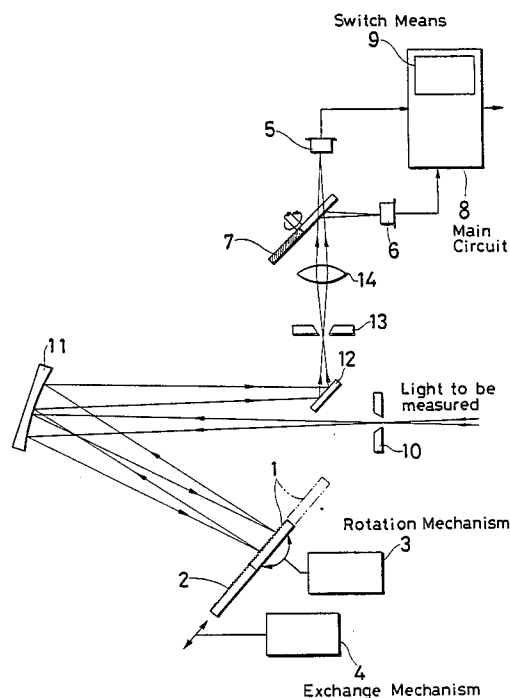 Switch Means
9
5
7
6
8
Main
Circuit
14
13
11
12
Light to be
measured
10
1
Rotation Mechanism
3
2
4
Exchange Mechanism